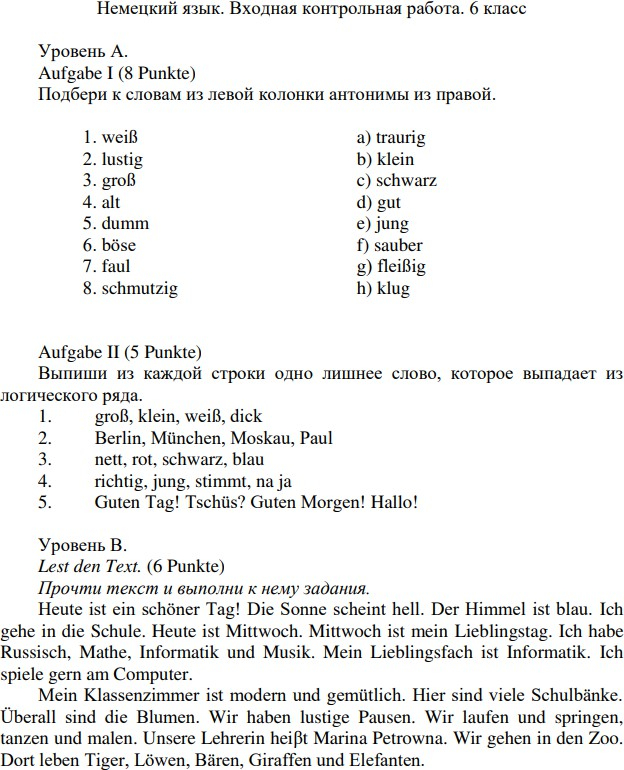 Немецкий язык. Входная контрольная работа. 6 класс
Уровень А.
Aufgabe I (8 Punkte)
Подбери к словам из левой колонки антонимы из правой.
1. weiß a) traurig
2. lustig b) klein
3. groß c) schwarz
4. alt d) gut
5. dumm e) jung
6. böse f) sauber
7. faul g) fleißig
8. schmutzig h) klug
Aufgabe II (5 Punkte)
Выпиши из каждой строки одно лишнее слово, которое выпадает из
логического ряда.
1. groß, klein, weiß, dick
2. Berlin, München, Moskau, Paul
3. nett, rot, schwarz, blau
4. richtig, jung, stimmt, na ja
5. Guten Tag! Tschüs? Guten Morgen! Hallo!
Уровень В.
Lest den Text. (6 Punkte)
Прочти текст и выполни к нему задания.
Heute ist ein schöner Tag! Die Sonne scheint hell. Der Himmel ist blau. Ich
gehe in die Schule. Heute ist Mittwoch. Mittwoch ist mein Lieblingstag. Ich habe
Russisch, Mathe, Informatik und Musik. Mein Lieblingsfach ist Informatik. Ich
spiele gern am Computer.
Mein Klassenzimmer ist modern und gemütlich. Hier sind viele Schulbänke.
Überall sind die Blumen. Wir haben lustige Pausen. Wir laufen und springen,
tanzen und malen. Unsere Lehrerin heiβt Marina Petrowna. Wir gehen in den Zoo.
Dort leben Tiger, Löwen, Bären, Giraffen und Elefanten.